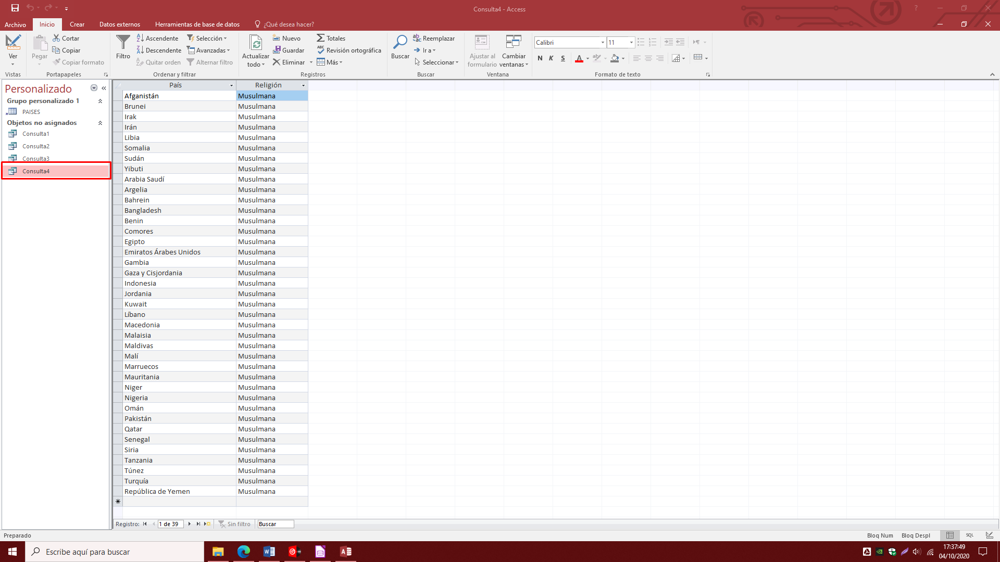 Consulta4 - Access
?
Archivo Inicio Crear Datos externos Herramientas de base de datos ¿Qué desea hacer?
Ver
Vistas
Pegar
Cortar
Copiar
Copiar formato
Portapapeles
Filtro
Ascendente
Descendente
Quitar orden
Selección
Avanzadas
Alternar filtro
Ordenar y filtrar
Actualizar
todo
Nuevo
Guardar
Eliminar
Totales
Revisión ortográfica
Más
Registros
Buscar
Reemplazar
Ir a
Seleccionar
Buscar
Ajustar al
formulario
Cambiar
ventanas
Ventana
Calibri 11
N K S
Formato de texto
Personalizado
Grupo personalizado 1
PAISES
Objetos no asignados
Consulta1
Consulta2
Consulta3
Consulta4
País Religión
Afganistán Musulmana
Brunei Musulmana
Irak Musulmana
Irán Musulmana
Libia Musulmana
Somalia Musulmana
Sudán Musulmana
Yibuti Musulmana
Arabia Saudí Musulmana
Argelia Musulmana
Bahrein Musulmana
Bangladesh Musulmana
Benin Musulmana
Comores Musulmana
Egipto Musulmana
Emiratos Árabes Unidos Musulmana
Gambia Musulmana
Gaza y Cisjordania Musulmana
Indonesia Musulmana
Jordania Musulmana
Kuwait Musulmana
Líbano Musulmana
Macedonia Musulmana
Malaisia Musulmana
Maldivas Musulmana
Malí Musulmana
Marruecos Musulmana
Mauritania Musulmana
Niger Musulmana
Nigeria Musulmana
Omán Musulmana
Pakistán Musulmana
Qatar Musulmana
Senegal Musulmana
Siria Musulmana
Tanzania Musulmana
Túnez Musulmana
Turquía Musulmana
República de Yemen Musulmana
Registro: 1 de 39 Sin filtro Buscar
Preparado Bloq Num Bloq Despl SQL
Escribe aquí para buscar
17:37:49
04/10/2020